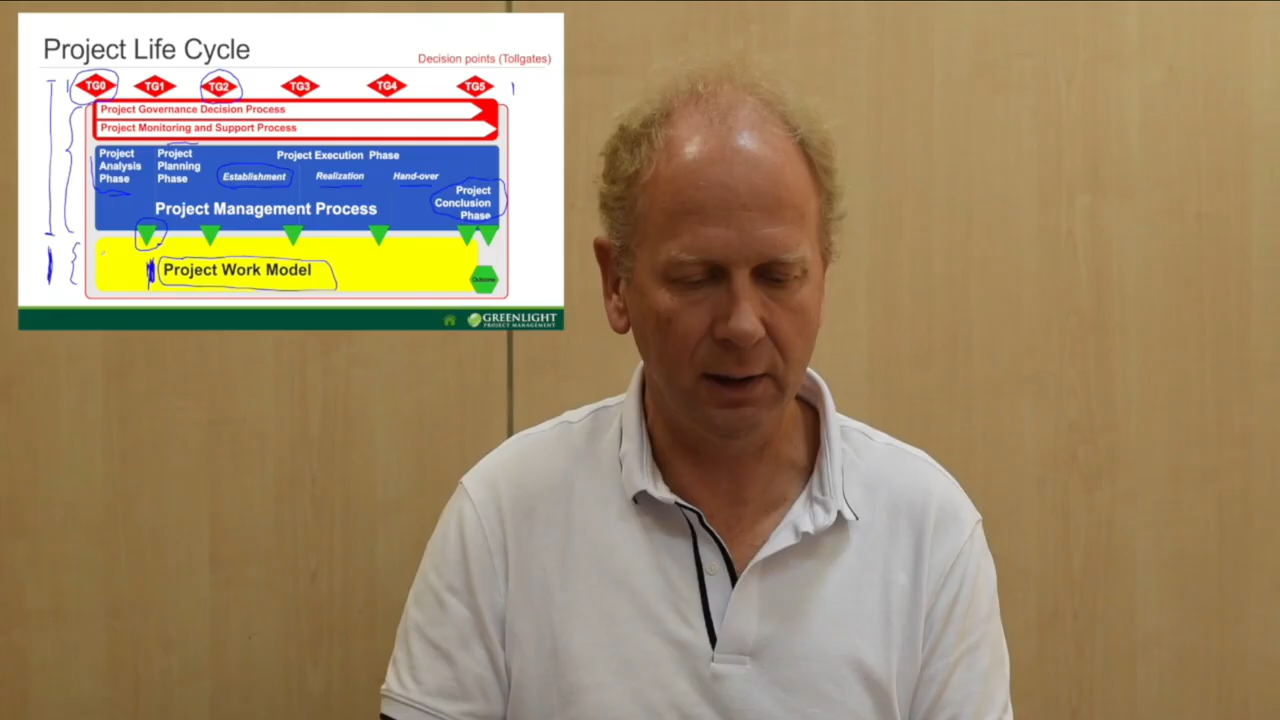 Project Life Cycle
Decision points (Tollgates)
TG0 TG1 TG2 TG3 TG4 TG5
Project Governance Decision Process
Project Monitoring and Support Process
Project Analysis Phase
Project Planning Phase
Project Execution Phase
Establishment Realization Hand-over
Project Conclusion Phase
Project Management Process
Project Work Model
Outcome
GREENLIGHT
PROJECT MANAGEMENT